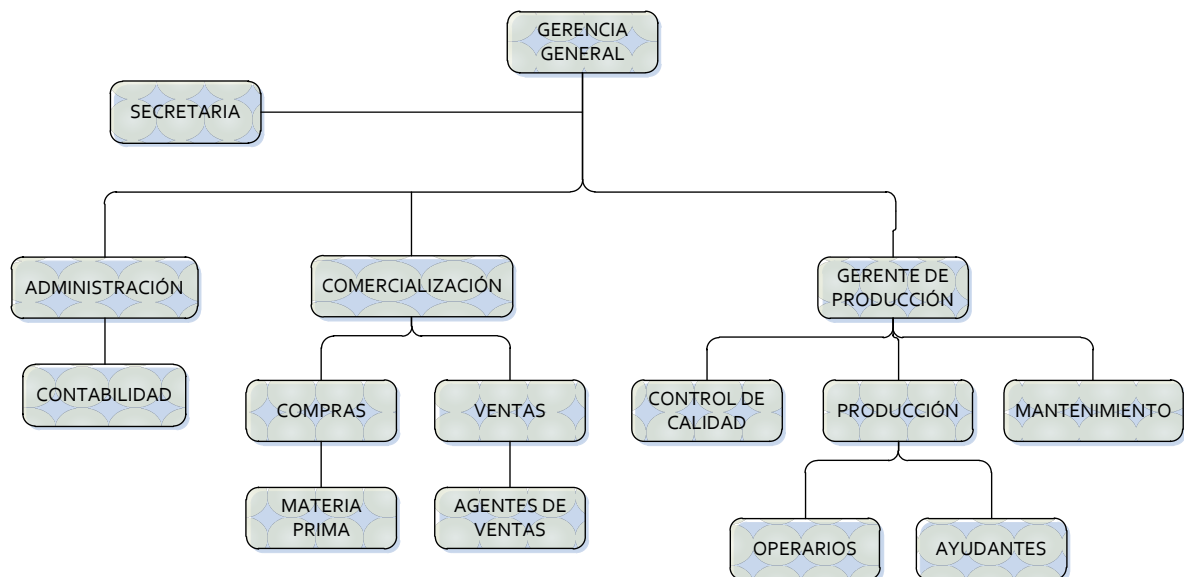 GERENCIA
GENERAL
SECRETARIA
ADMINISTRACIÓN
COMERCIALIZACIÓN
GERENTE DE
PRODUCCIÓN
CONTABILIDAD
COMPRAS
VENTAS
CONTROL DE
CALIDAD
PRODUCCIÓN
MANTENIMIENTO
MATERIA
PRIMA
AGENTES DE
VENTAS
OPERARIOS
AYUDANTES